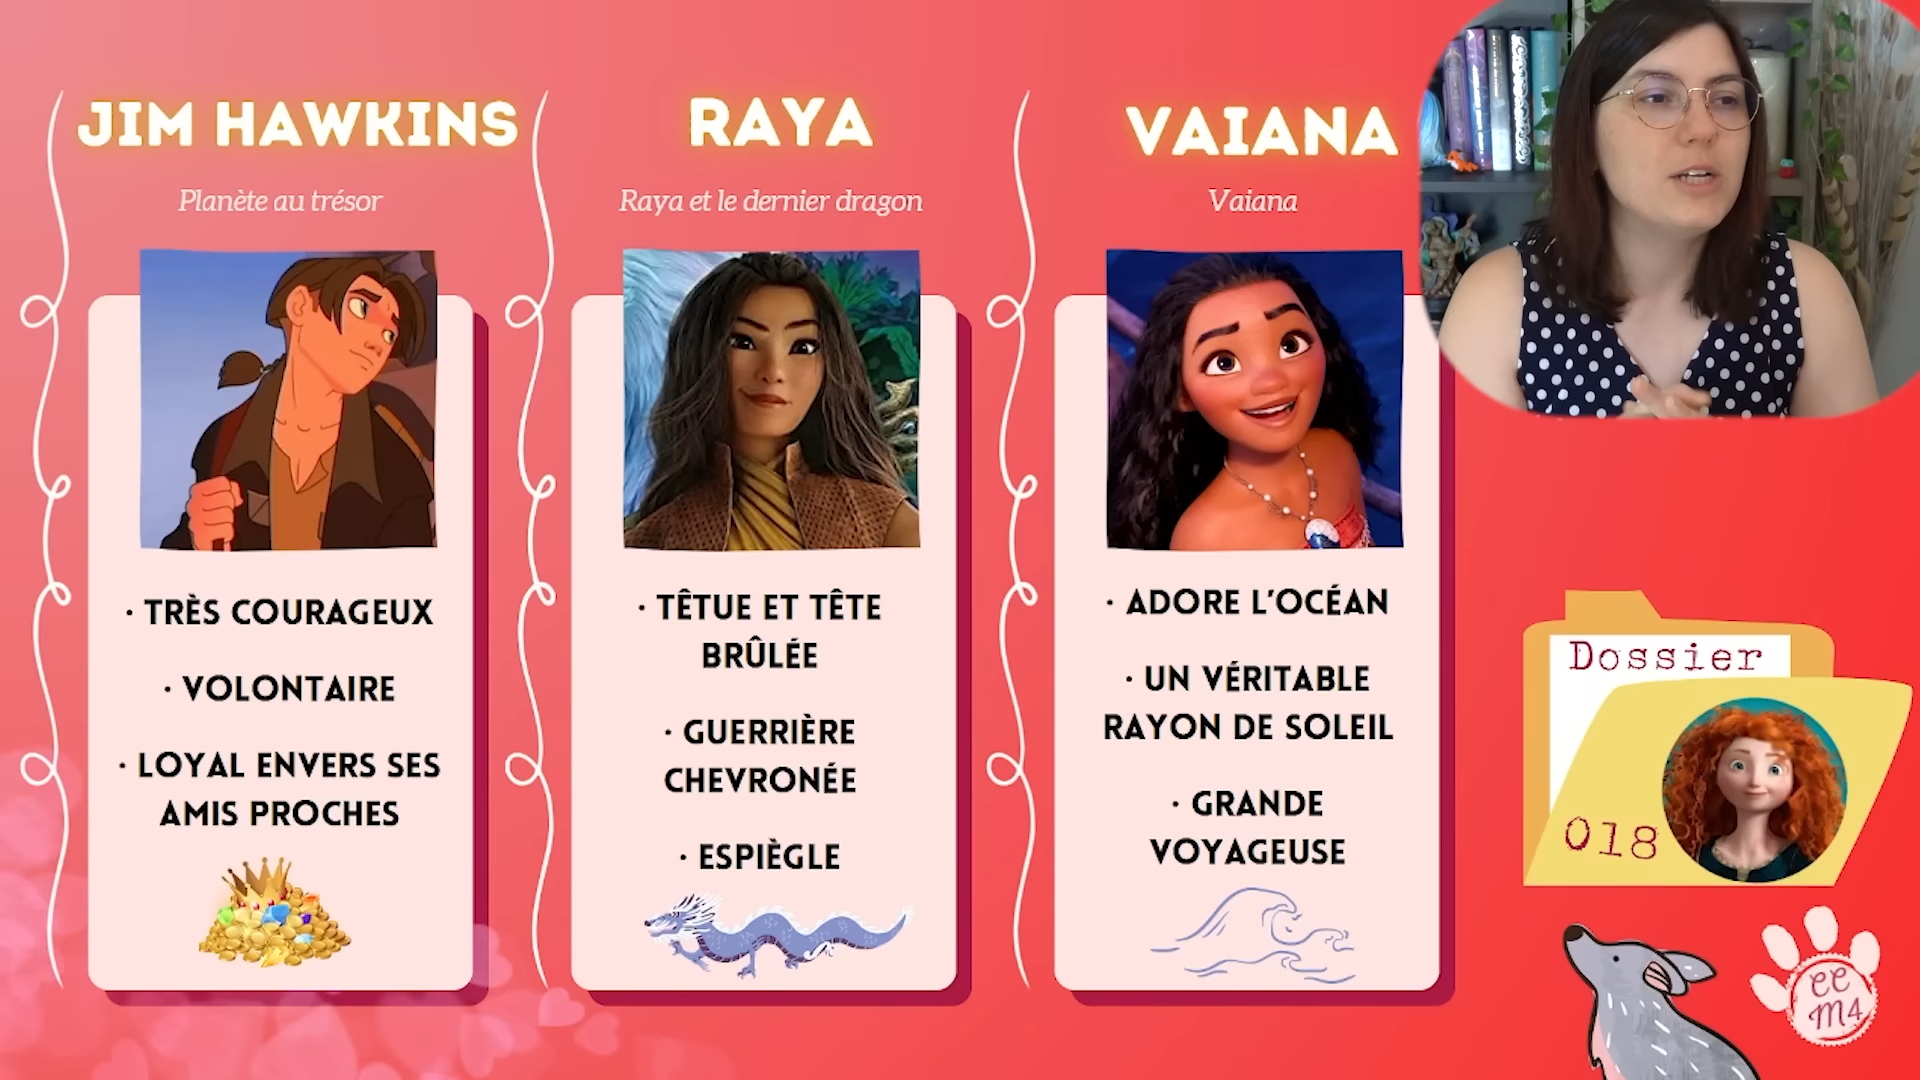 JIM HAWKINS
Planète au trésor
· TRÈS COURAGEUX
· VOLONTAIRE
· LOYAL ENVERS SES
AMIS PROCHES
RAYA
Raya et le dernier dragon
· TÊTUE ET TÊTE
BRÛLÉE
· GUERRIÈRE
CHEVRONÉE
· ESPIÈGLE
VAIANA
Vaiana
· ADORE L'OCÉAN
· UN VÉRITABLE
RAYON DE SOLEIL
· GRANDE
VOYAGEUSE
Dossier
018
EE
M4